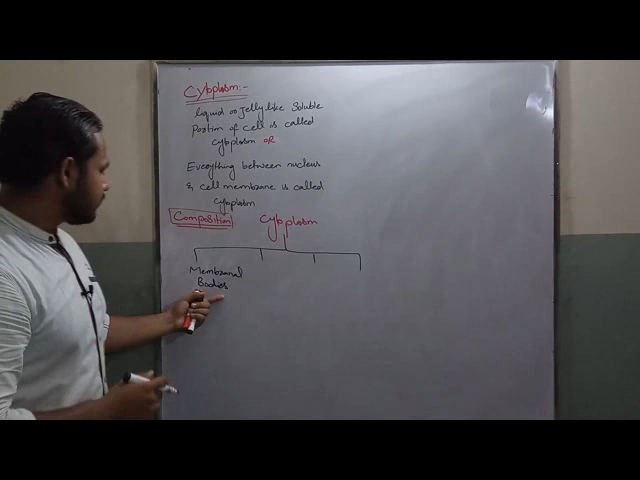 Cytoplasm:-
liquid or Jelly like Soluble
Portion of cell is called
cytoplasm OR
Everything between nucleus
& cell membrane is called
cytoplasm
Composition
Cytoplasm
Membranal
Bodies